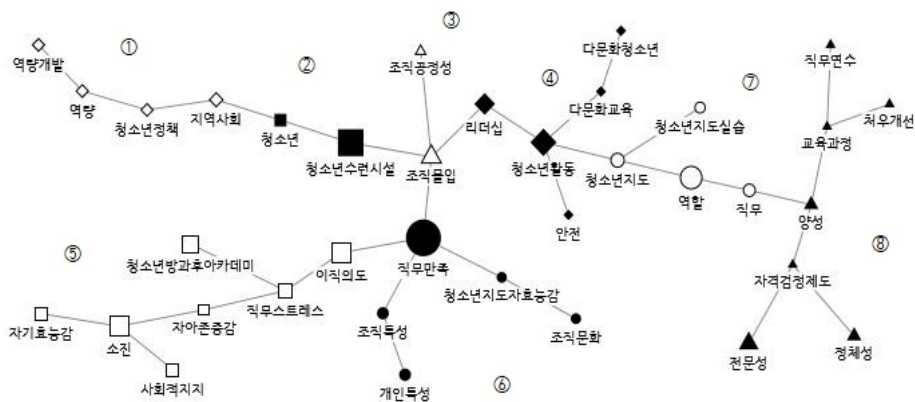 ③
다문화청소년
①
조직공정성
직무연수
역량개발
②
④
⑦
다문화교육
역량
리더십
처우개선
청소년정책
지역사회
청소년
청소년지도실습
교육과정
청소년수련시설
조직몰입
청소년활동
청소년지도
역할
직무
양성
안전
⑤
⑧
청소년방과후아카데미
이직의도
직무만족
청소년지도자효능감
자격검정제도
자기효능감
소진
자아존중감
직무스트레스
조직특성
조직문화
전문성
정체성
사회적지지
개인특성
⑥